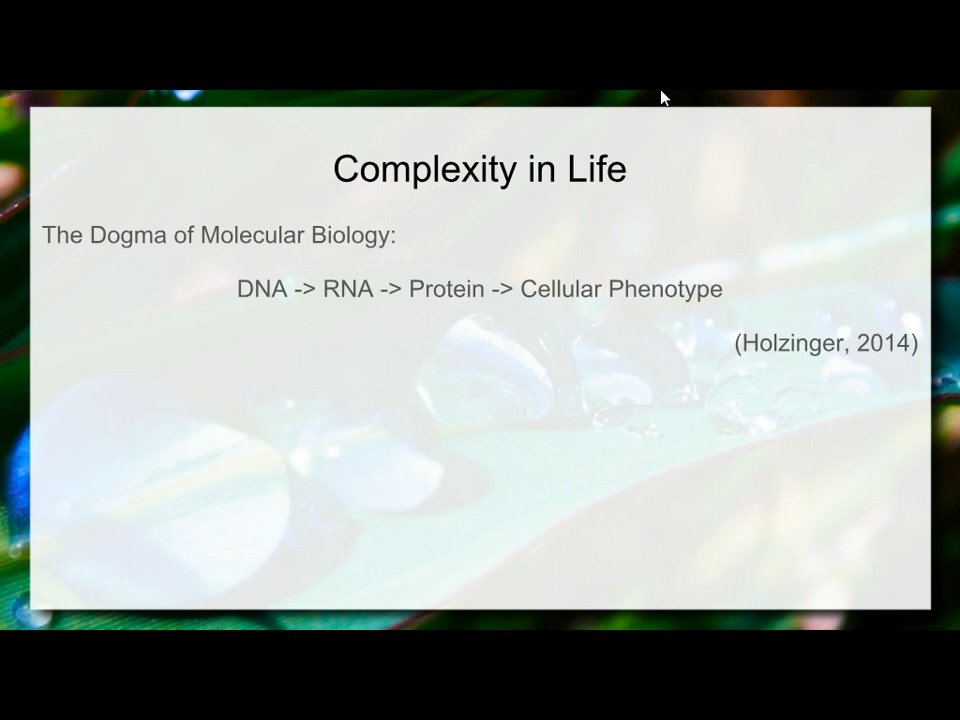 Complexity in Life
The Dogma of Molecular Biology:
DNA -> RNA -> Protein -> Cellular Phenotype
(Holzinger, 2014)